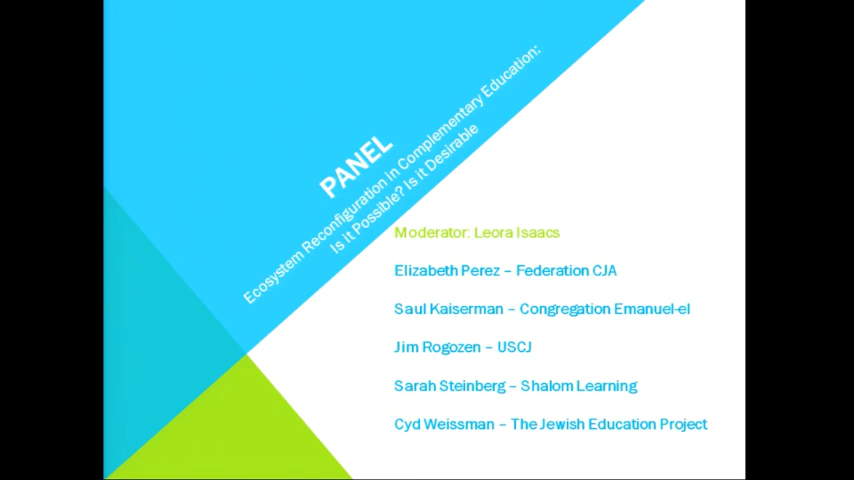 PANEL
Ecosystem Reconfiguration in Complementary Education:
Is it Possible? Is it Desirable
Moderator: Leora Isaacs
Elizabeth Perez – Federation CJA
Saul Kaiserman – Congregation Emanuel-el
Jim Rogozen – USCJ
Sarah Steinberg – Shalom Learning
Cyd Weissman – The Jewish Education Project